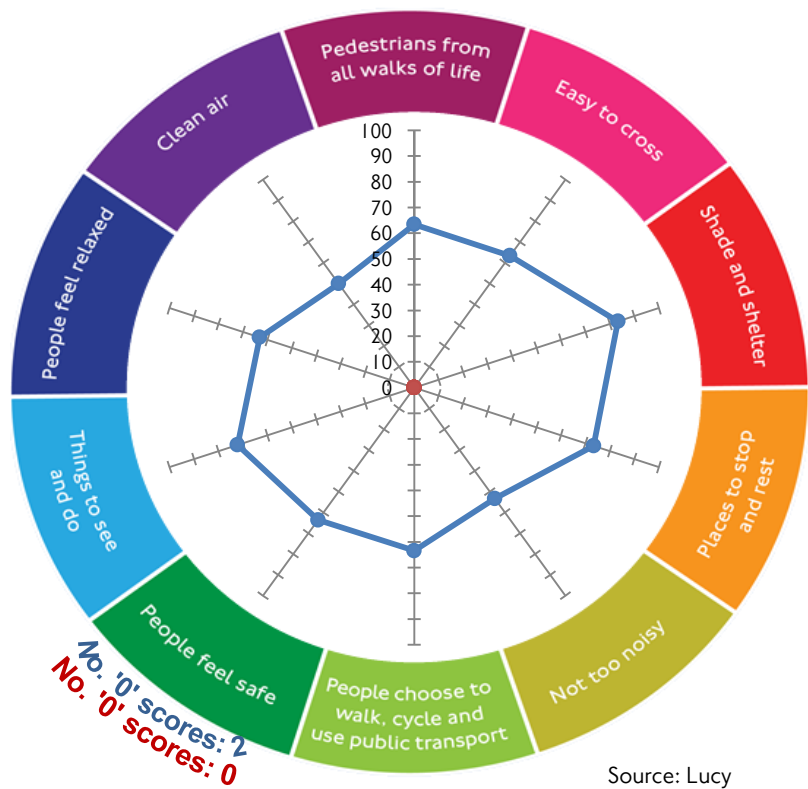 Pedestrians from
all walks of life
Easy to cross
Shade and shelter
Places to stop
and rest
Not too noisy
People choose to
walk, cycle and
use public transport
People feel safe
Things to see
and do
People feel relaxed
Clean air
100
90
80
70
60
50
40
30
20
10
0
No. '0' scores: 2
No. '0' scores: 0
Source: Lucy